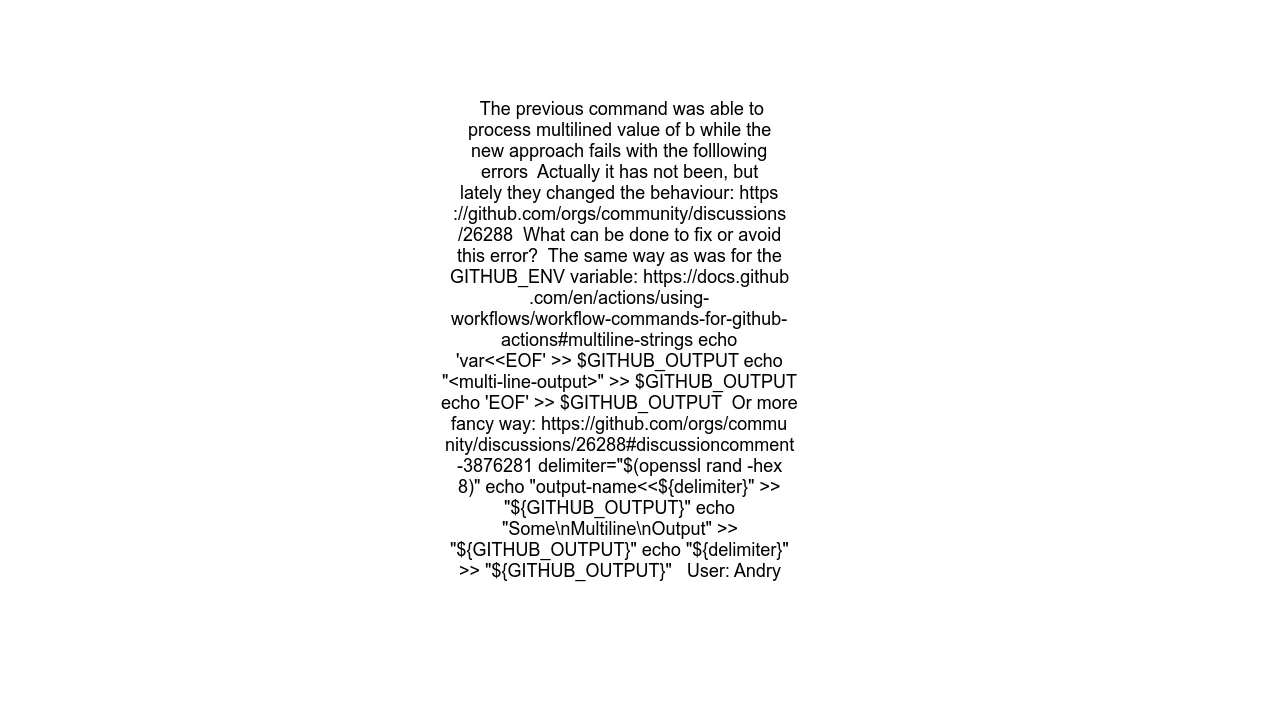 The previous command was able to
process multilined value of b while the
new approach fails with the folllowing
errors  Actually it has not been, but
lately they changed the behaviour: https
://github.com/orgs/community/discussions
/26288  What can be done to fix or avoid
this error?  The same way as was for the
GITHUB_ENV variable: https://docs.github
.com/en/actions/using-
workflows/workflow-commands-for-github-
actions#multiline-strings echo
'var<<EOF' >> $GITHUB_OUTPUT echo
"<multi-line-output>" >> $GITHUB_OUTPUT
echo 'EOF' >> $GITHUB_OUTPUT  Or more
fancy way: https://github.com/orgs/commu
nity/discussions/26288#discussioncomment
-3876281 delimiter="$(openssl rand -hex
8)" echo "output-name<<${delimiter}" >>
"${GITHUB_OUTPUT}" echo
"Some\nMultiline\nOutput" >>
"${GITHUB_OUTPUT}" echo "${delimiter}"
>> "${GITHUB_OUTPUT}"   User: Andry